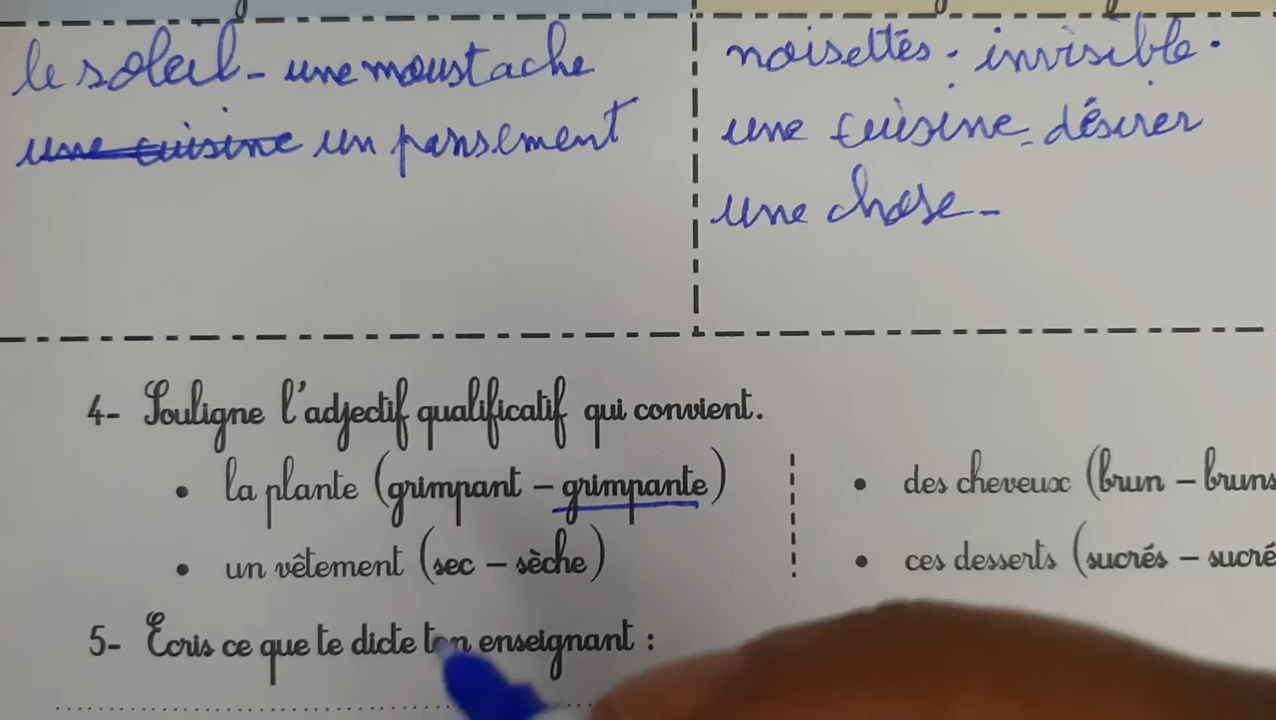 le soleil - une moustache
une cuisine un pansement
noisettes. invisible.
une cuisine. désirer
une chose -
4- Souligne l'adjectif qualificatif qui convient.
• la plante (grimpant - grimpante)
• un vêtement (sec - sèche)
• des cheveux (brun - bruns
• ces desserts (sucrés - sucré
5- Ecris ce que te dicte ton enseignant :